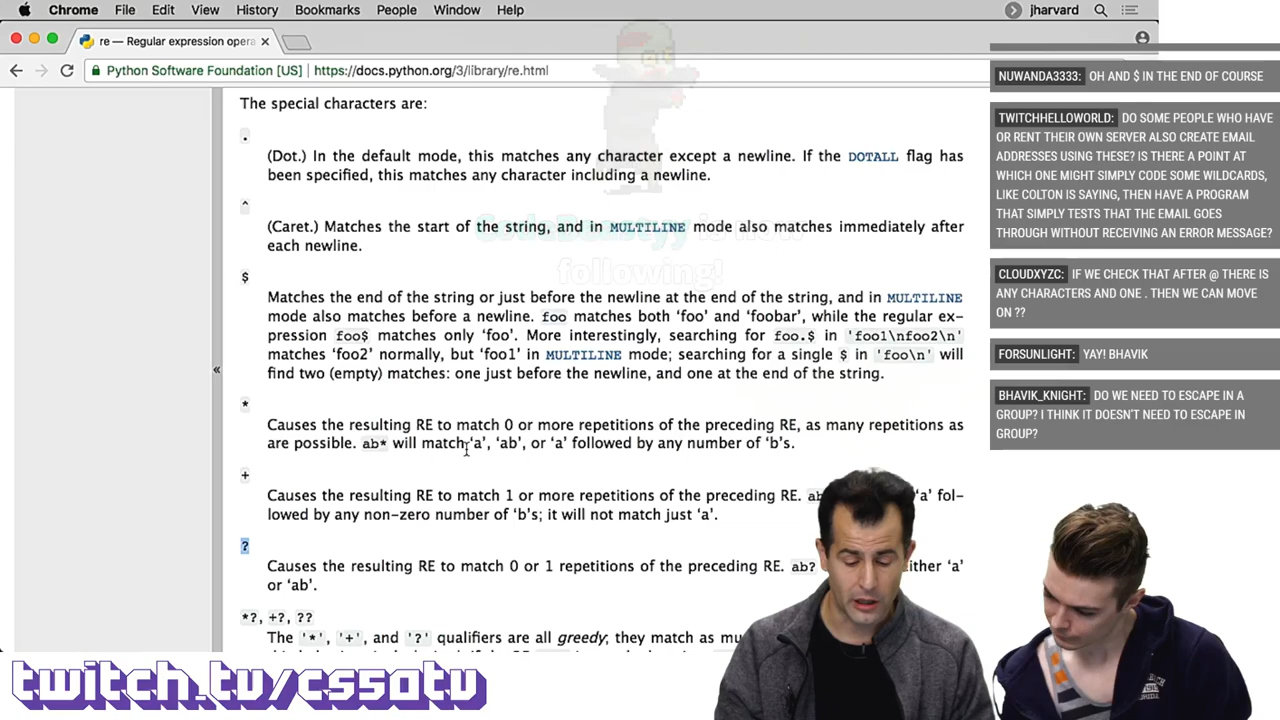 Chrome File Edit View History Bookmarks People Window Help jharvard
re — Regular expression opera ×
Python Software Foundation [US] | https://docs.python.org/3/library/re.html
The special characters are:
.
(Dot.) In the default mode, this matches any character except a newline. If the DOTALL flag has
been specified, this matches any character including a newline.
^
(Caret.) Matches the start of the string, and in MULTILINE mode also matches immediately after
each newline.
$
Matches the end of the string or just before the newline at the end of the string, and in MULTILINE
mode also matches before a newline. foo matches both ‘foo’ and ‘foobar’, while the regular ex-
pression foo$ matches only ‘foo’. More interestingly, searching for foo.$ in 'foo1\nfoo2\n'
matches ‘foo2’ normally, but ‘foo1’ in MULTILINE mode; searching for a single $ in 'foo\n' will
find two (empty) matches: one just before the newline, and one at the end of the string.
*
Causes the resulting RE to match 0 or more repetitions of the preceding RE, as many repetitions as
are possible. ab* will match ‘a’, ‘ab’, or ‘a’ followed by any number of ‘b’s.
+
Causes the resulting RE to match 1 or more repetitions of the preceding RE. ‘a’ fol-
lowed by any non-zero number of ‘b’s; it will not match just ‘a’.
?
Causes the resulting RE to match 0 or 1 repetitions of the preceding RE. ab? ‘a’
or ‘ab’.
*?, +?, ??
The '*', '+', and '?' qualifiers are all greedy; they match as
«
CodeBeastyy is now
following!
NUWANDA3333: OH AND $ IN THE END OF COURSE
TWITCHHELLOWORLD: DO SOME PEOPLE WHO HAVE
OR RENT THEIR OWN SERVER ALSO CREATE EMAIL
ADDRESSES USING THESE? IS THERE A POINT AT
WHICH ONE MIGHT SIMPLY CODE SOME WILDCARDS,
LIKE COLTON IS SAYING, THEN HAVE A PROGRAM
THAT SIMPLY TESTS THAT THE EMAIL GOES
THROUGH WITHOUT RECEIVING AN ERROR MESSAGE?
CLOUDXYZC: IF WE CHECK THAT AFTER @ THERE IS
ANY CHARACTERS AND ONE . THEN WE CAN MOVE
ON ??
FORSUNLIGHT: YAY! BHAVIK
BHAVIK_KNIGHT: DO WE NEED TO ESCAPE IN A
GROUP? I THINK IT DOESN'T NEED TO ESCAPE IN
GROUP?
twitch.tv/cs50tv